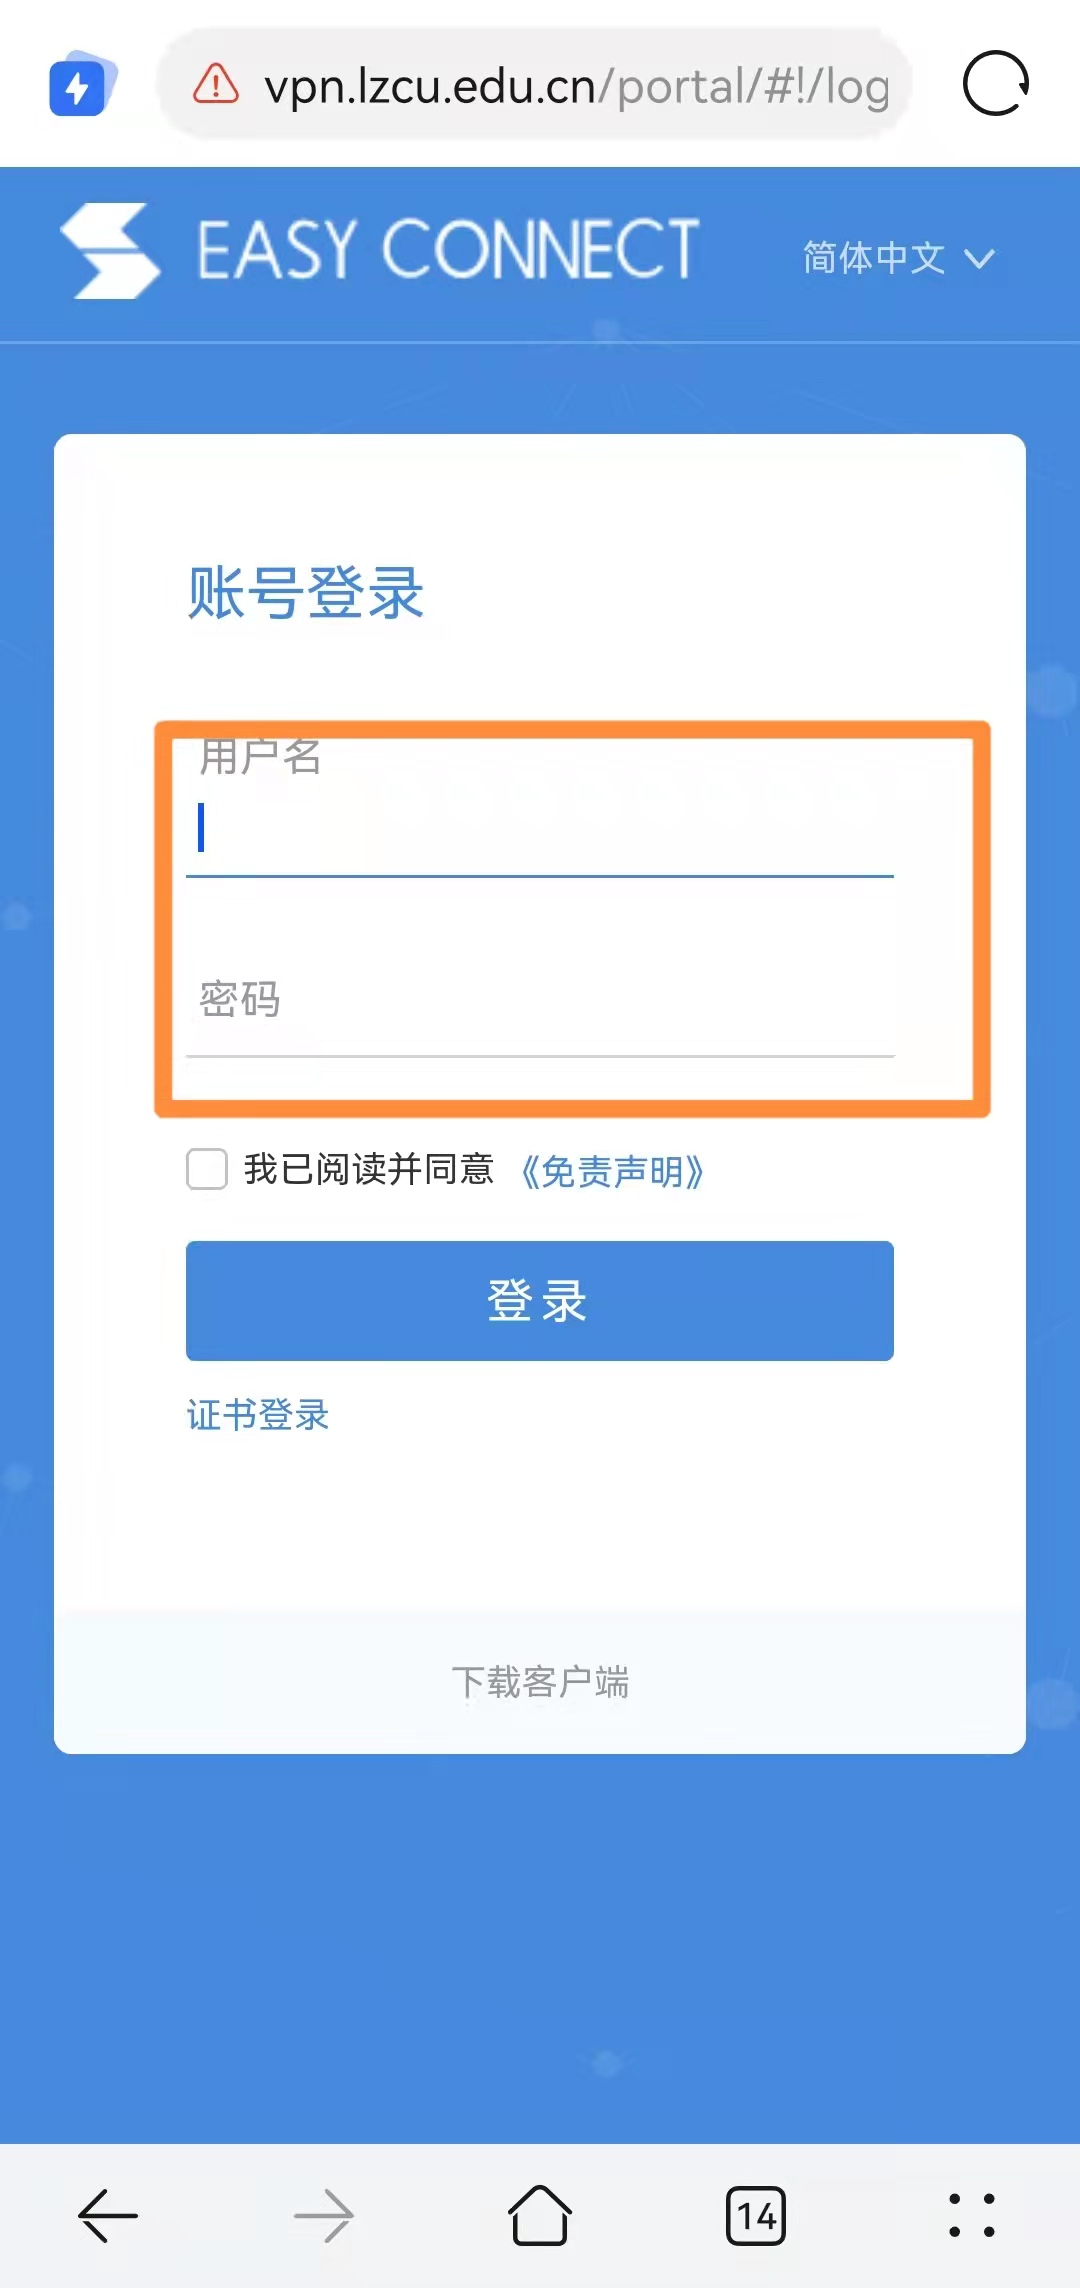 vpn.lzcu.edu.cn/portal/#!/log
EASY CONNECT
简体中文
账号登录
用户名
密码
我已阅读并同意 《免责声明》
登录
证书登录
下载客户端
14